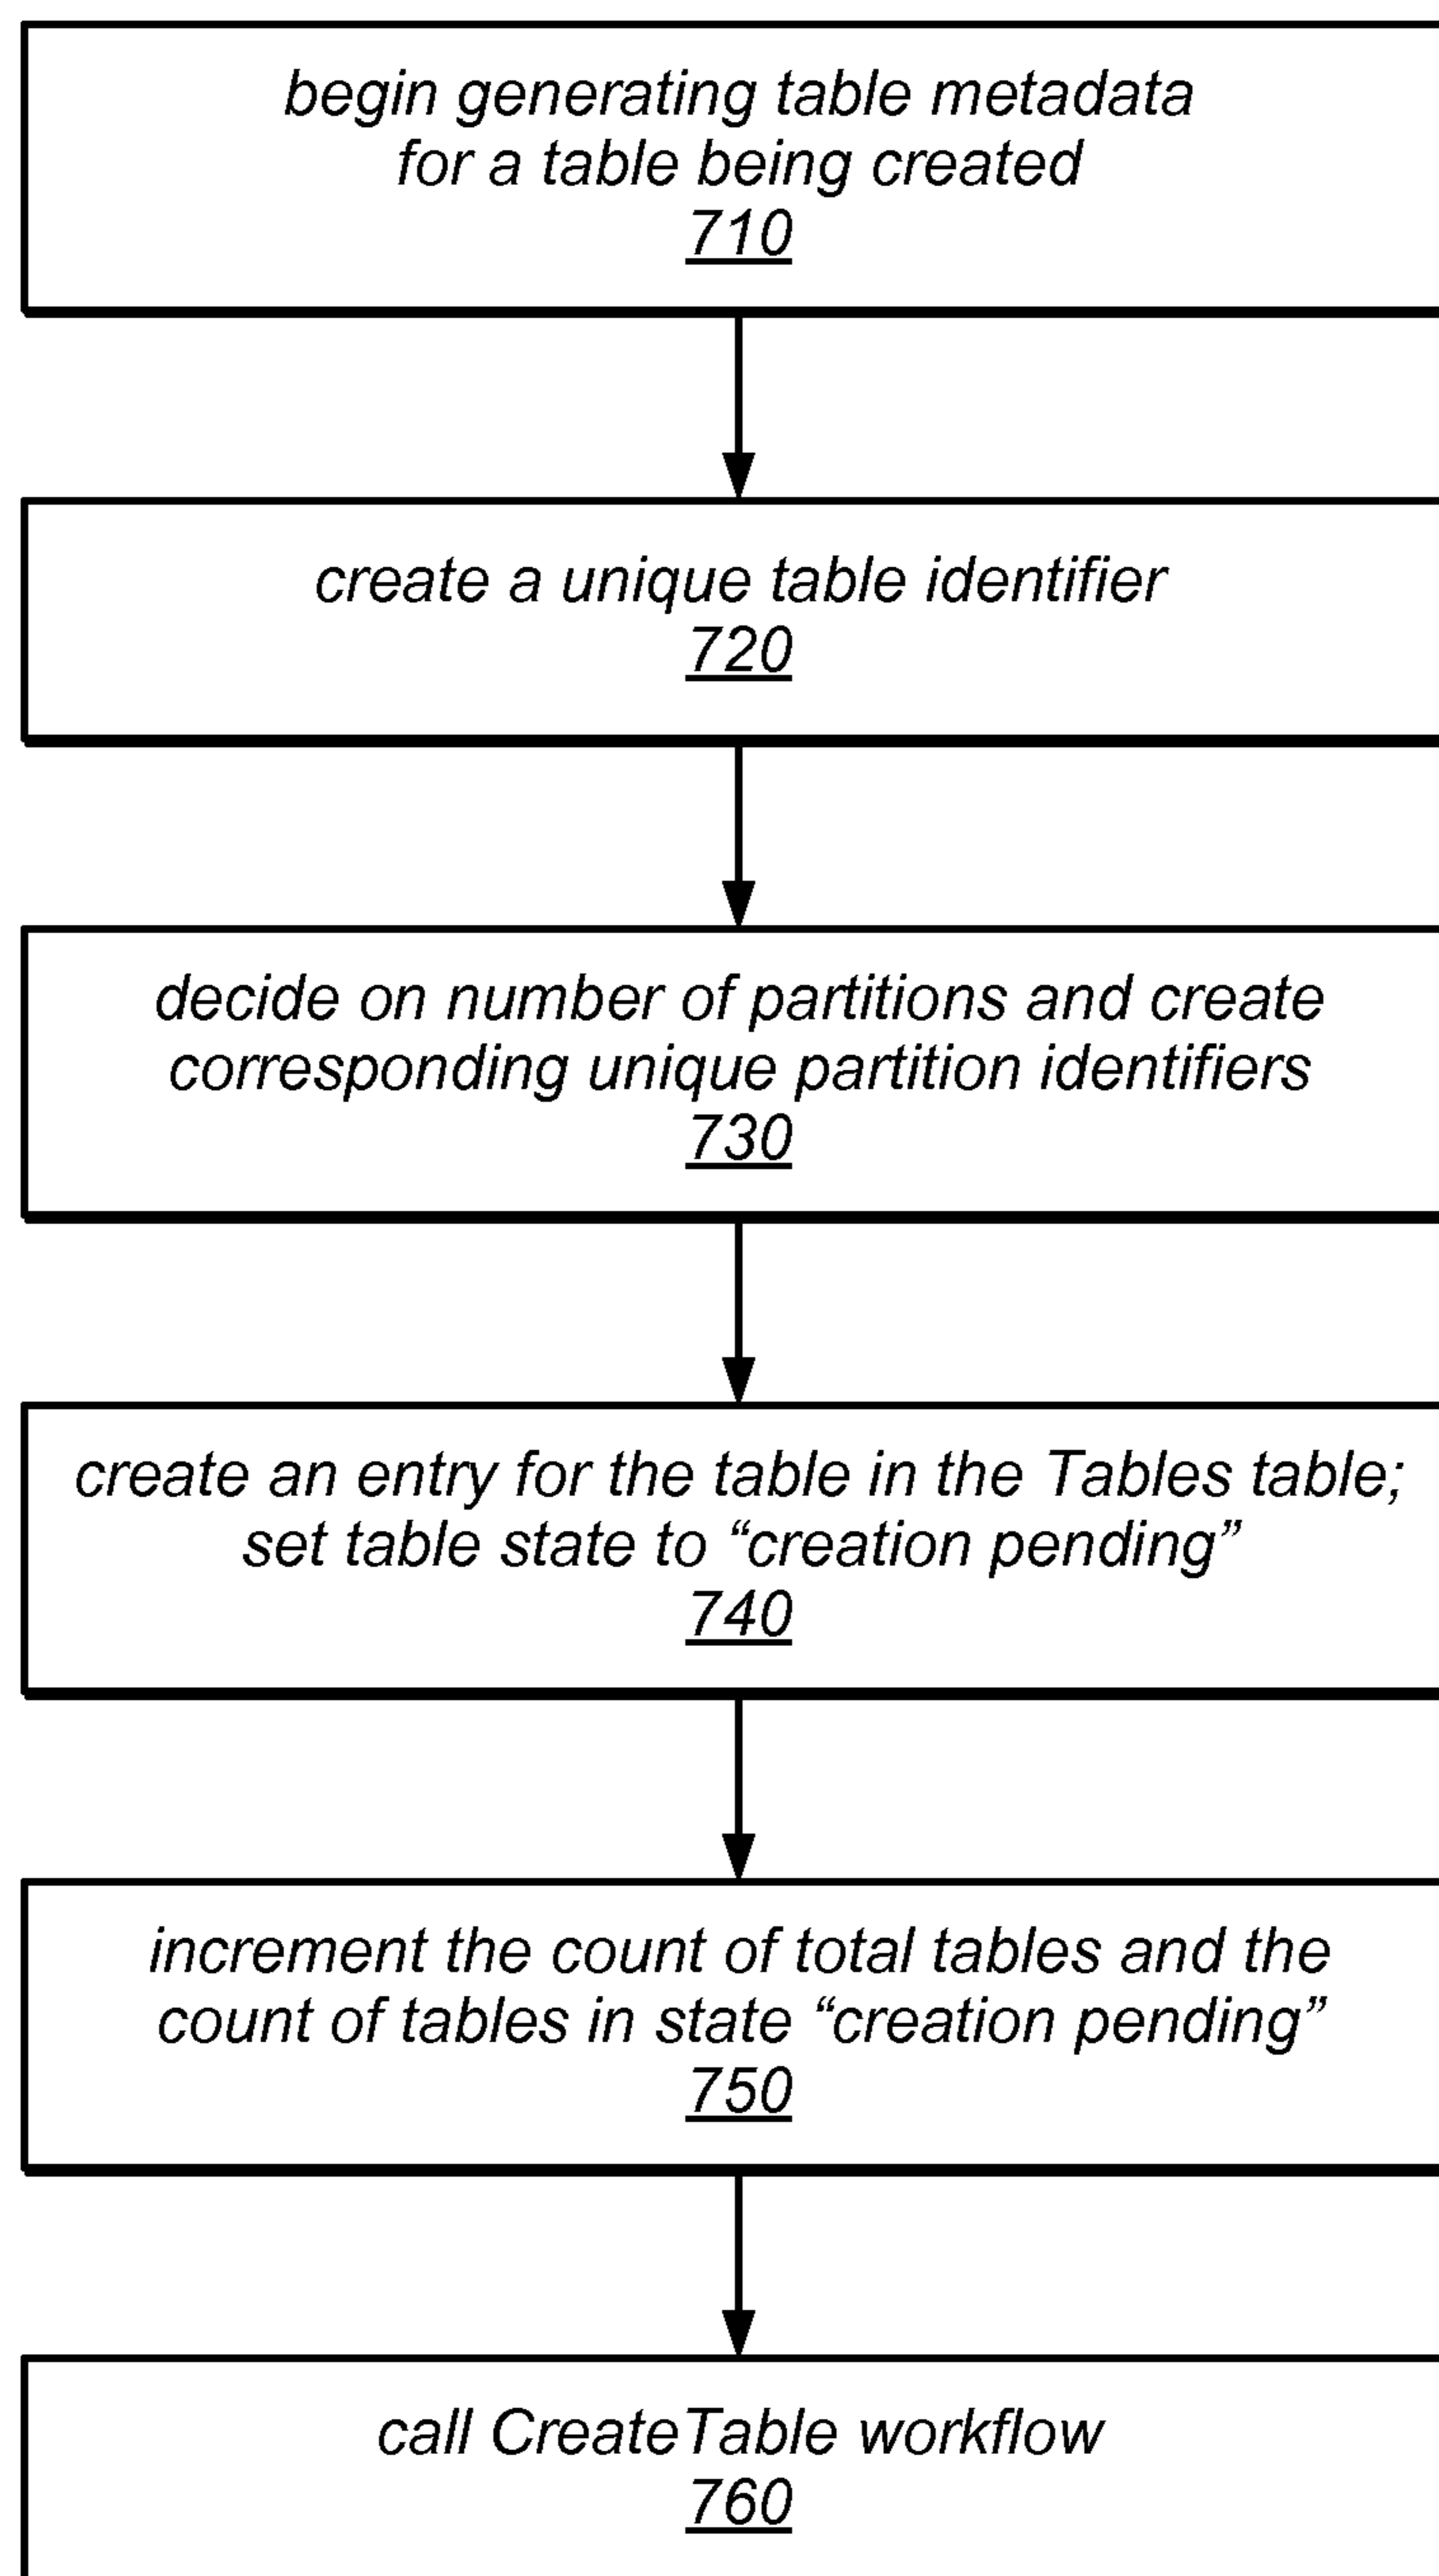 begin generating table metadata
for a table being created
710
create a unique table identifier
720
decide on number of partitions and create
corresponding unique partition identifiers
730
create an entry for the table in the Tables table;
set table state to “creation pending”
740
increment the count of total tables and the
count of tables in state “creation pending”
750
call CreateTable workflow
760